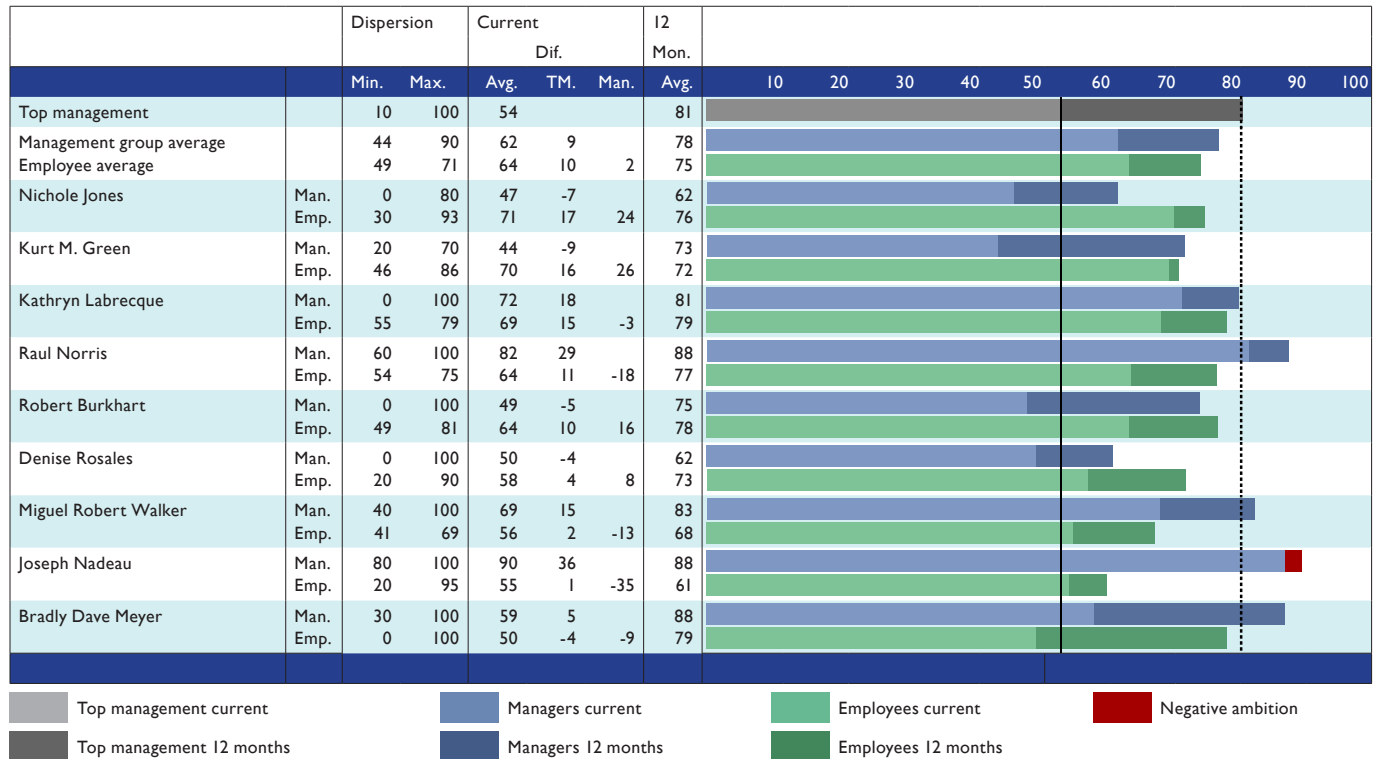 Dispersion Current 12
Dif. Mon.
Min. Max. Avg. TM. Man. Avg. 10 20 30 40 50 60 70 80 90 100
Top management 10 100 54 81
Management group average 44 90 62 9 78
Employee average 49 71 64 10 2 75
Nichole Jones Man. 0 80 47 -7 62
Emp. 30 93 71 17 24 76
Kurt M. Green Man. 20 70 44 -9 73
Emp. 46 86 70 16 26 72
Kathryn Labrecque Man. 0 100 72 18 81
Emp. 55 79 69 15 -3 79
Raul Norris Man. 60 100 82 29 88
Emp. 54 75 64 11 -18 77
Robert Burkhart Man. 0 100 49 -5 75
Emp. 49 81 64 10 16 78
Denise Rosales Man. 0 100 50 -4 62
Emp. 20 90 58 4 8 73
Miguel Robert Walker Man. 40 100 69 15 83
Emp. 41 69 56 2 -13 68
Joseph Nadeau Man. 80 100 90 36 88
Emp. 20 95 55 1 -35 61
Bradly Dave Meyer Man. 30 100 59 5 88
Emp. 0 100 50 -4 -9 79
Top management current Managers current Employees current Negative ambition
Top management 12 months Managers 12 months Employees 12 months